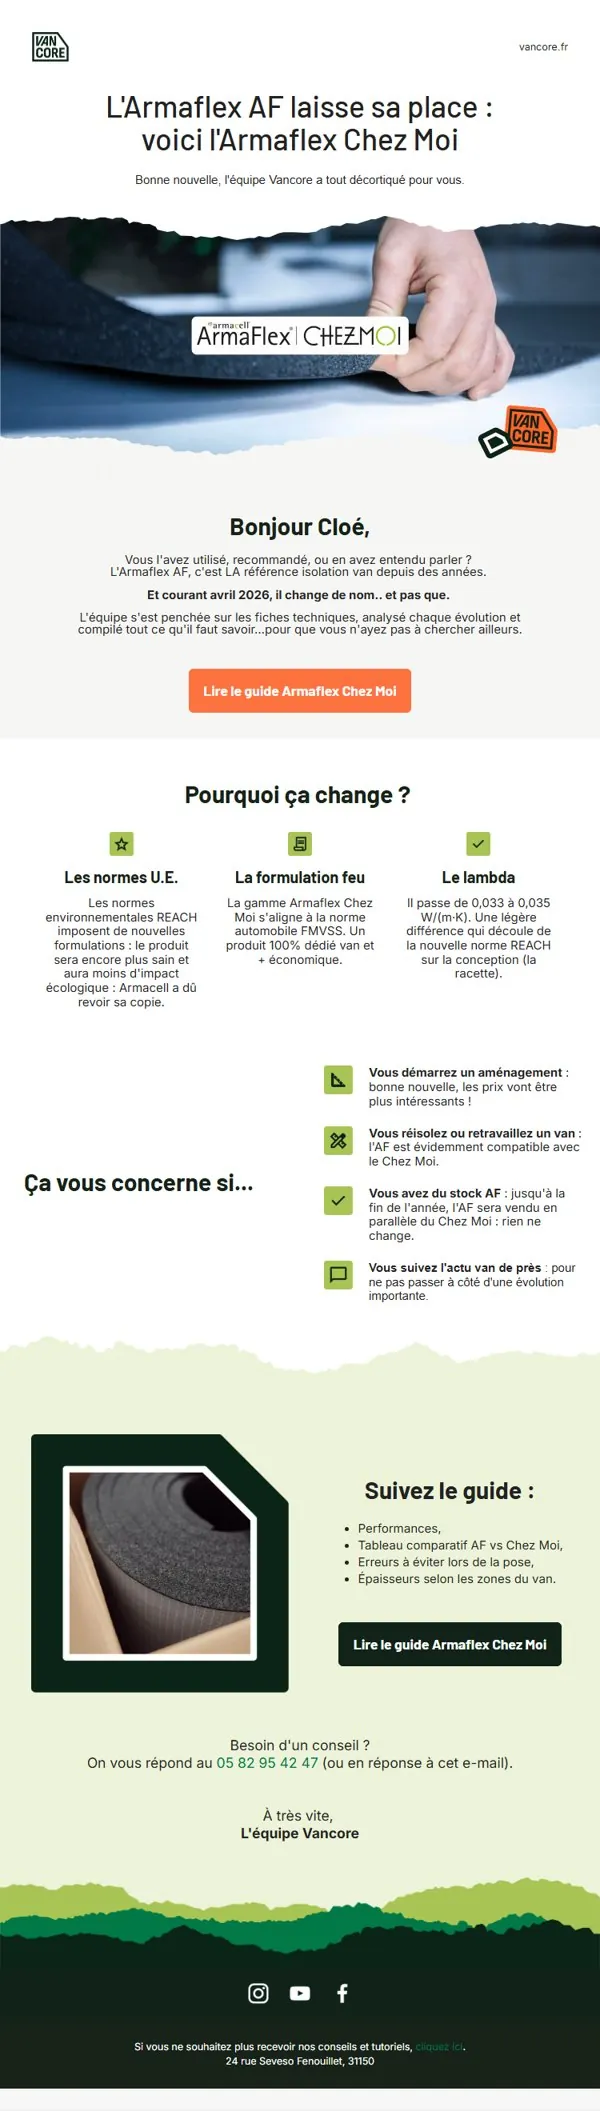 VAN
CORE
vancore.fr
L'Armaflex AF laisse sa place :
voici l'Armaflex Chez Moi
Bonne nouvelle, l'équipe Vancore a tout décortiqué pour vous.
armacell
ArmaFlex® | CHEZMOI
VAN
CORE
Bonjour Cloé,
Vous l'avez utilisé, recommandé, ou en avez entendu parler ?
L'Armaflex AF, c'est LA référence isolation van depuis des années.
Et courant avril 2026, il change de nom.. et pas que.
L'équipe s'est penchée sur les fiches techniques, analysé chaque évolution et
compilé tout ce qu'il faut savoir...pour que vous n'ayez pas à chercher ailleurs.
Lire le guide Armaflex Chez Moi
Pourquoi ça change ?
Les normes U.E.
Les normes
environnementales REACH
imposent de nouvelles
formulations : le produit
sera encore plus sain et
aura moins d'impact
écologique : Armacell a dû
revoir sa copie.
La formulation feu
La gamme Armaflex Chez
Moi s'aligne à la norme
automobile FMVSS. Un
produit 100% dédié van et
+ économique.
Le lambda
Il passe de 0,033 à 0,035
W/(m·K). Une légère
différence qui découle de
la nouvelle norme REACH
sur la conception (la
racette).
Ça vous concerne si...
Vous démarrez un aménagement :
bonne nouvelle, les prix vont être
plus intéressants !
Vous réisolez ou retravaillez un van :
l'AF est évidemment compatible avec
le Chez Moi.
Vous avez du stock AF : jusqu'à la
fin de l'année, l'AF sera vendu en
parallèle du Chez Moi : rien ne
change.
Vous suivez l'actu van de près : pour
ne pas passer à côté d'une évolution
importante.
Suivez le guide :
• Performances,
• Tableau comparatif AF vs Chez Moi,
• Erreurs à éviter lors de la pose,
• Épaisseurs selon les zones du van.
Lire le guide Armaflex Chez Moi
Besoin d'un conseil ?
On vous répond au 05 82 95 42 47 (ou en réponse à cet e-mail).
À très vite,
L'équipe Vancore
Si vous ne souhaitez plus recevoir nos conseils et tutoriels, cliquez ici.
24 rue Seveso Fenouillet, 31150